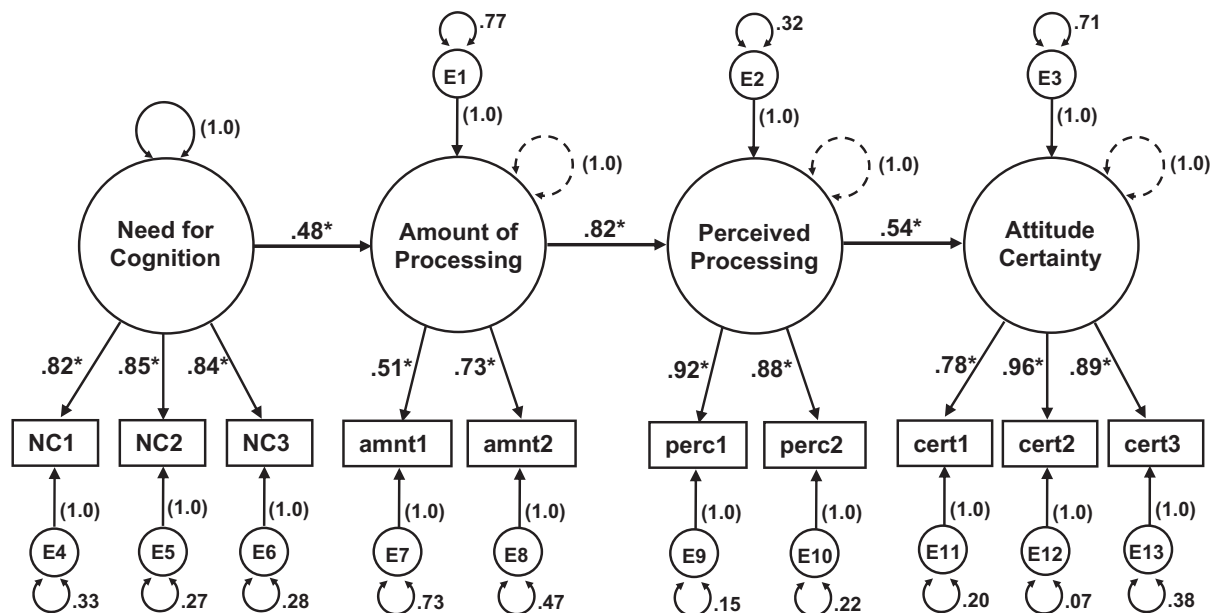 .77
.32
.71
E1
E2
E3
(1.0)
(1.0)
(1.0)
(1.0)
(1.0)
(1.0)
(1.0)
Need for
Cognition
.48*
Amount of
Processing
.82*
Perceived
Processing
.54*
Attitude
Certainty
.82*
.85*
.84*
.51*
.73*
.92*
.88*
.78*
.96*
.89*
NC1
NC2
NC3
amnt1
amnt2
perc1
perc2
cert1
cert2
cert3
(1.0)
(1.0)
(1.0)
(1.0)
(1.0)
(1.0)
(1.0)
(1.0)
(1.0)
(1.0)
E4
E5
E6
E7
E8
E9
E10
E11
E12
E13
.33
.27
.28
.73
.47
.15
.22
.20
.07
.38